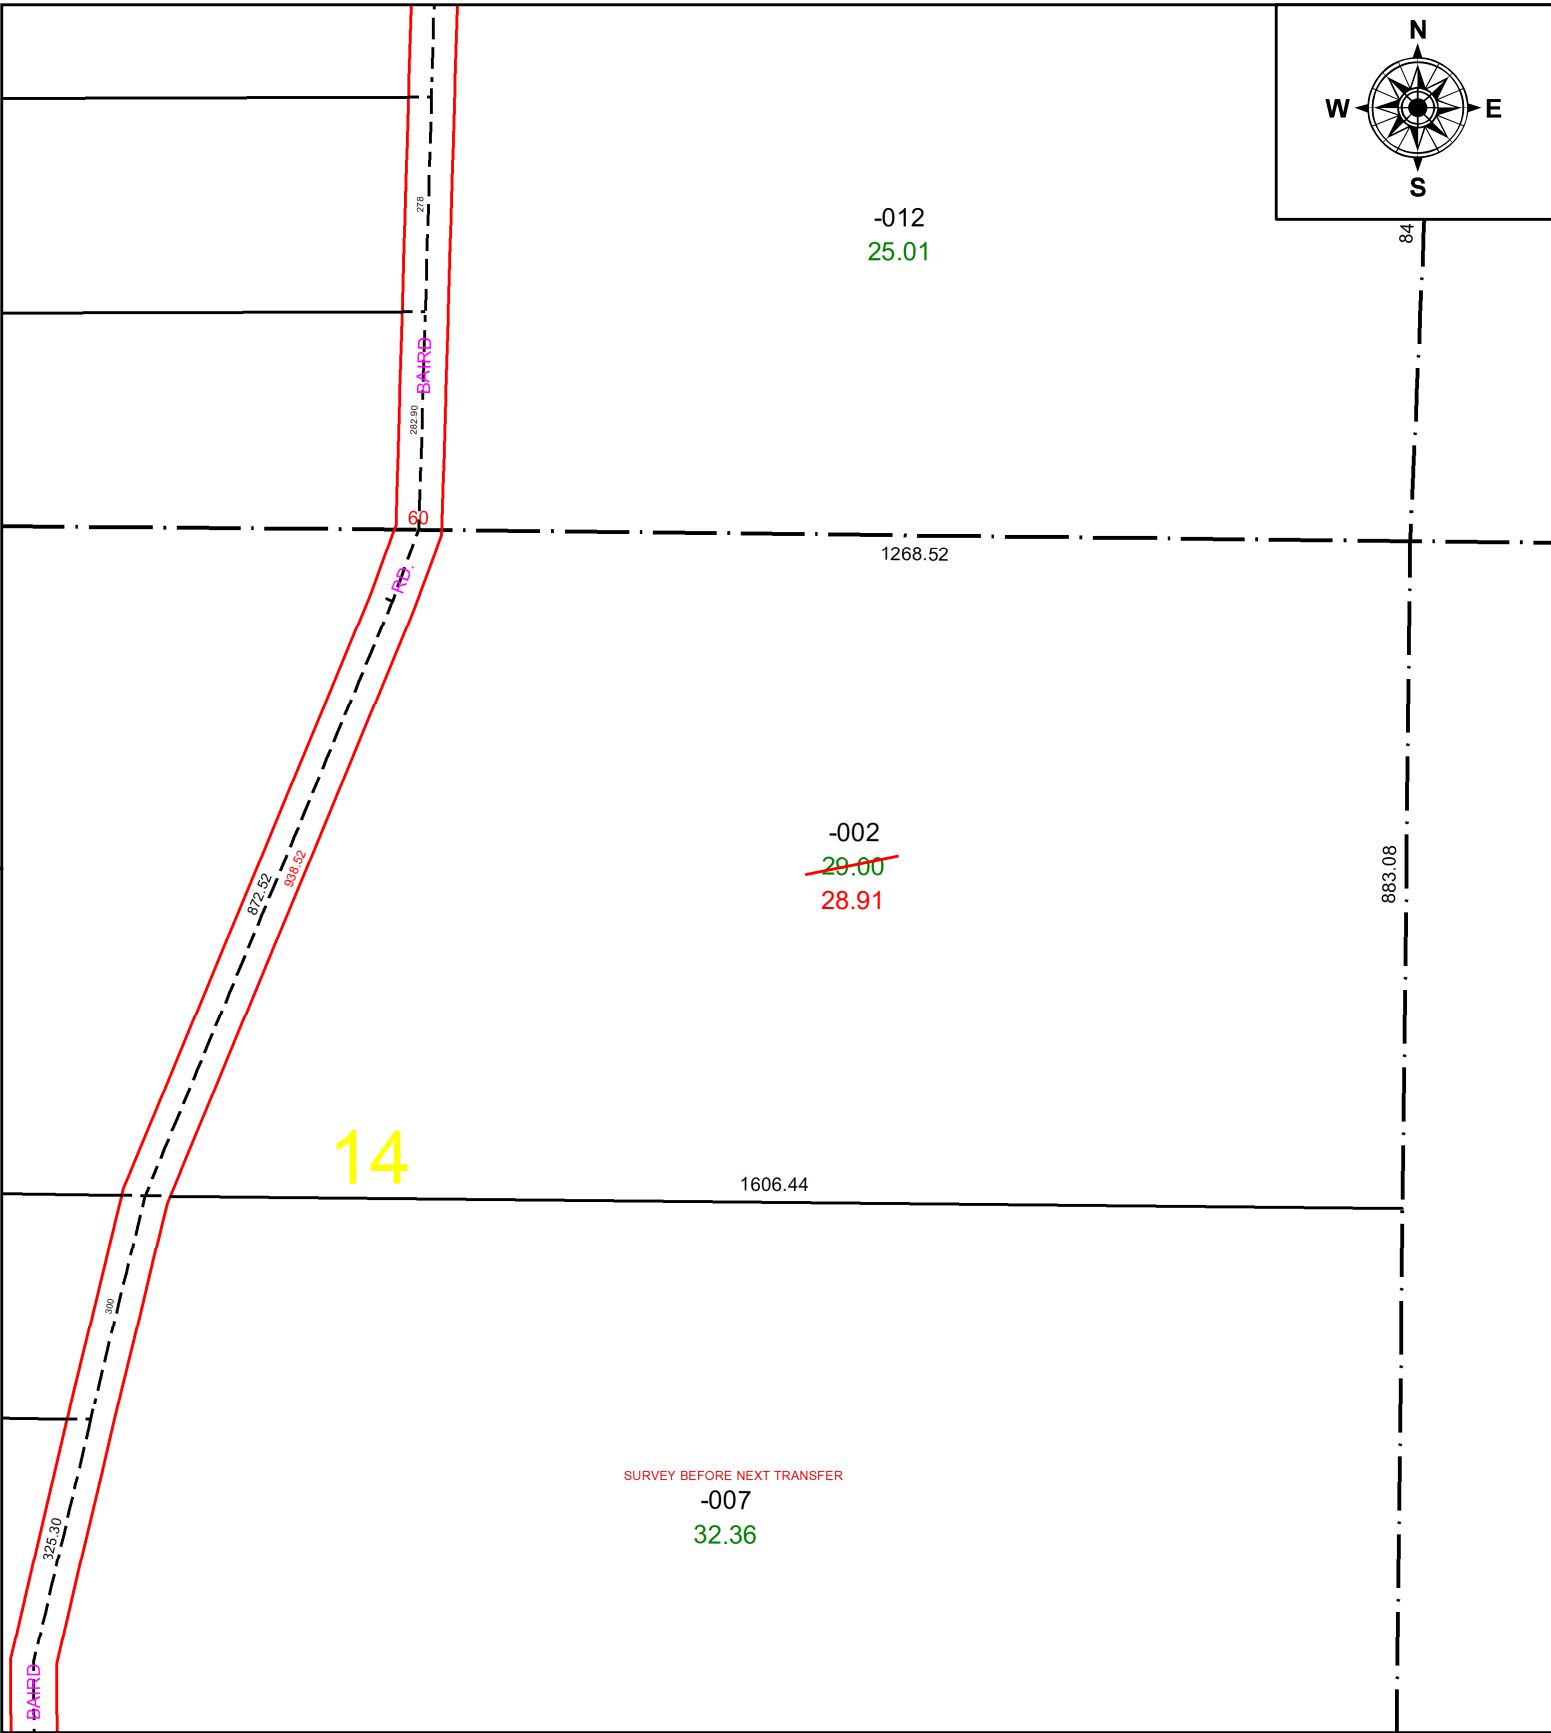 N
W E
S
84
278
-012
25.01
BAIRD
282.90
60
1268.52
RD.
-002
29.00
28.91
872.52
938.52
883.08
14
1606.44
300
SURVEY BEFORE NEXT TRANSFER
-007
32.36
325.30
BAIRD